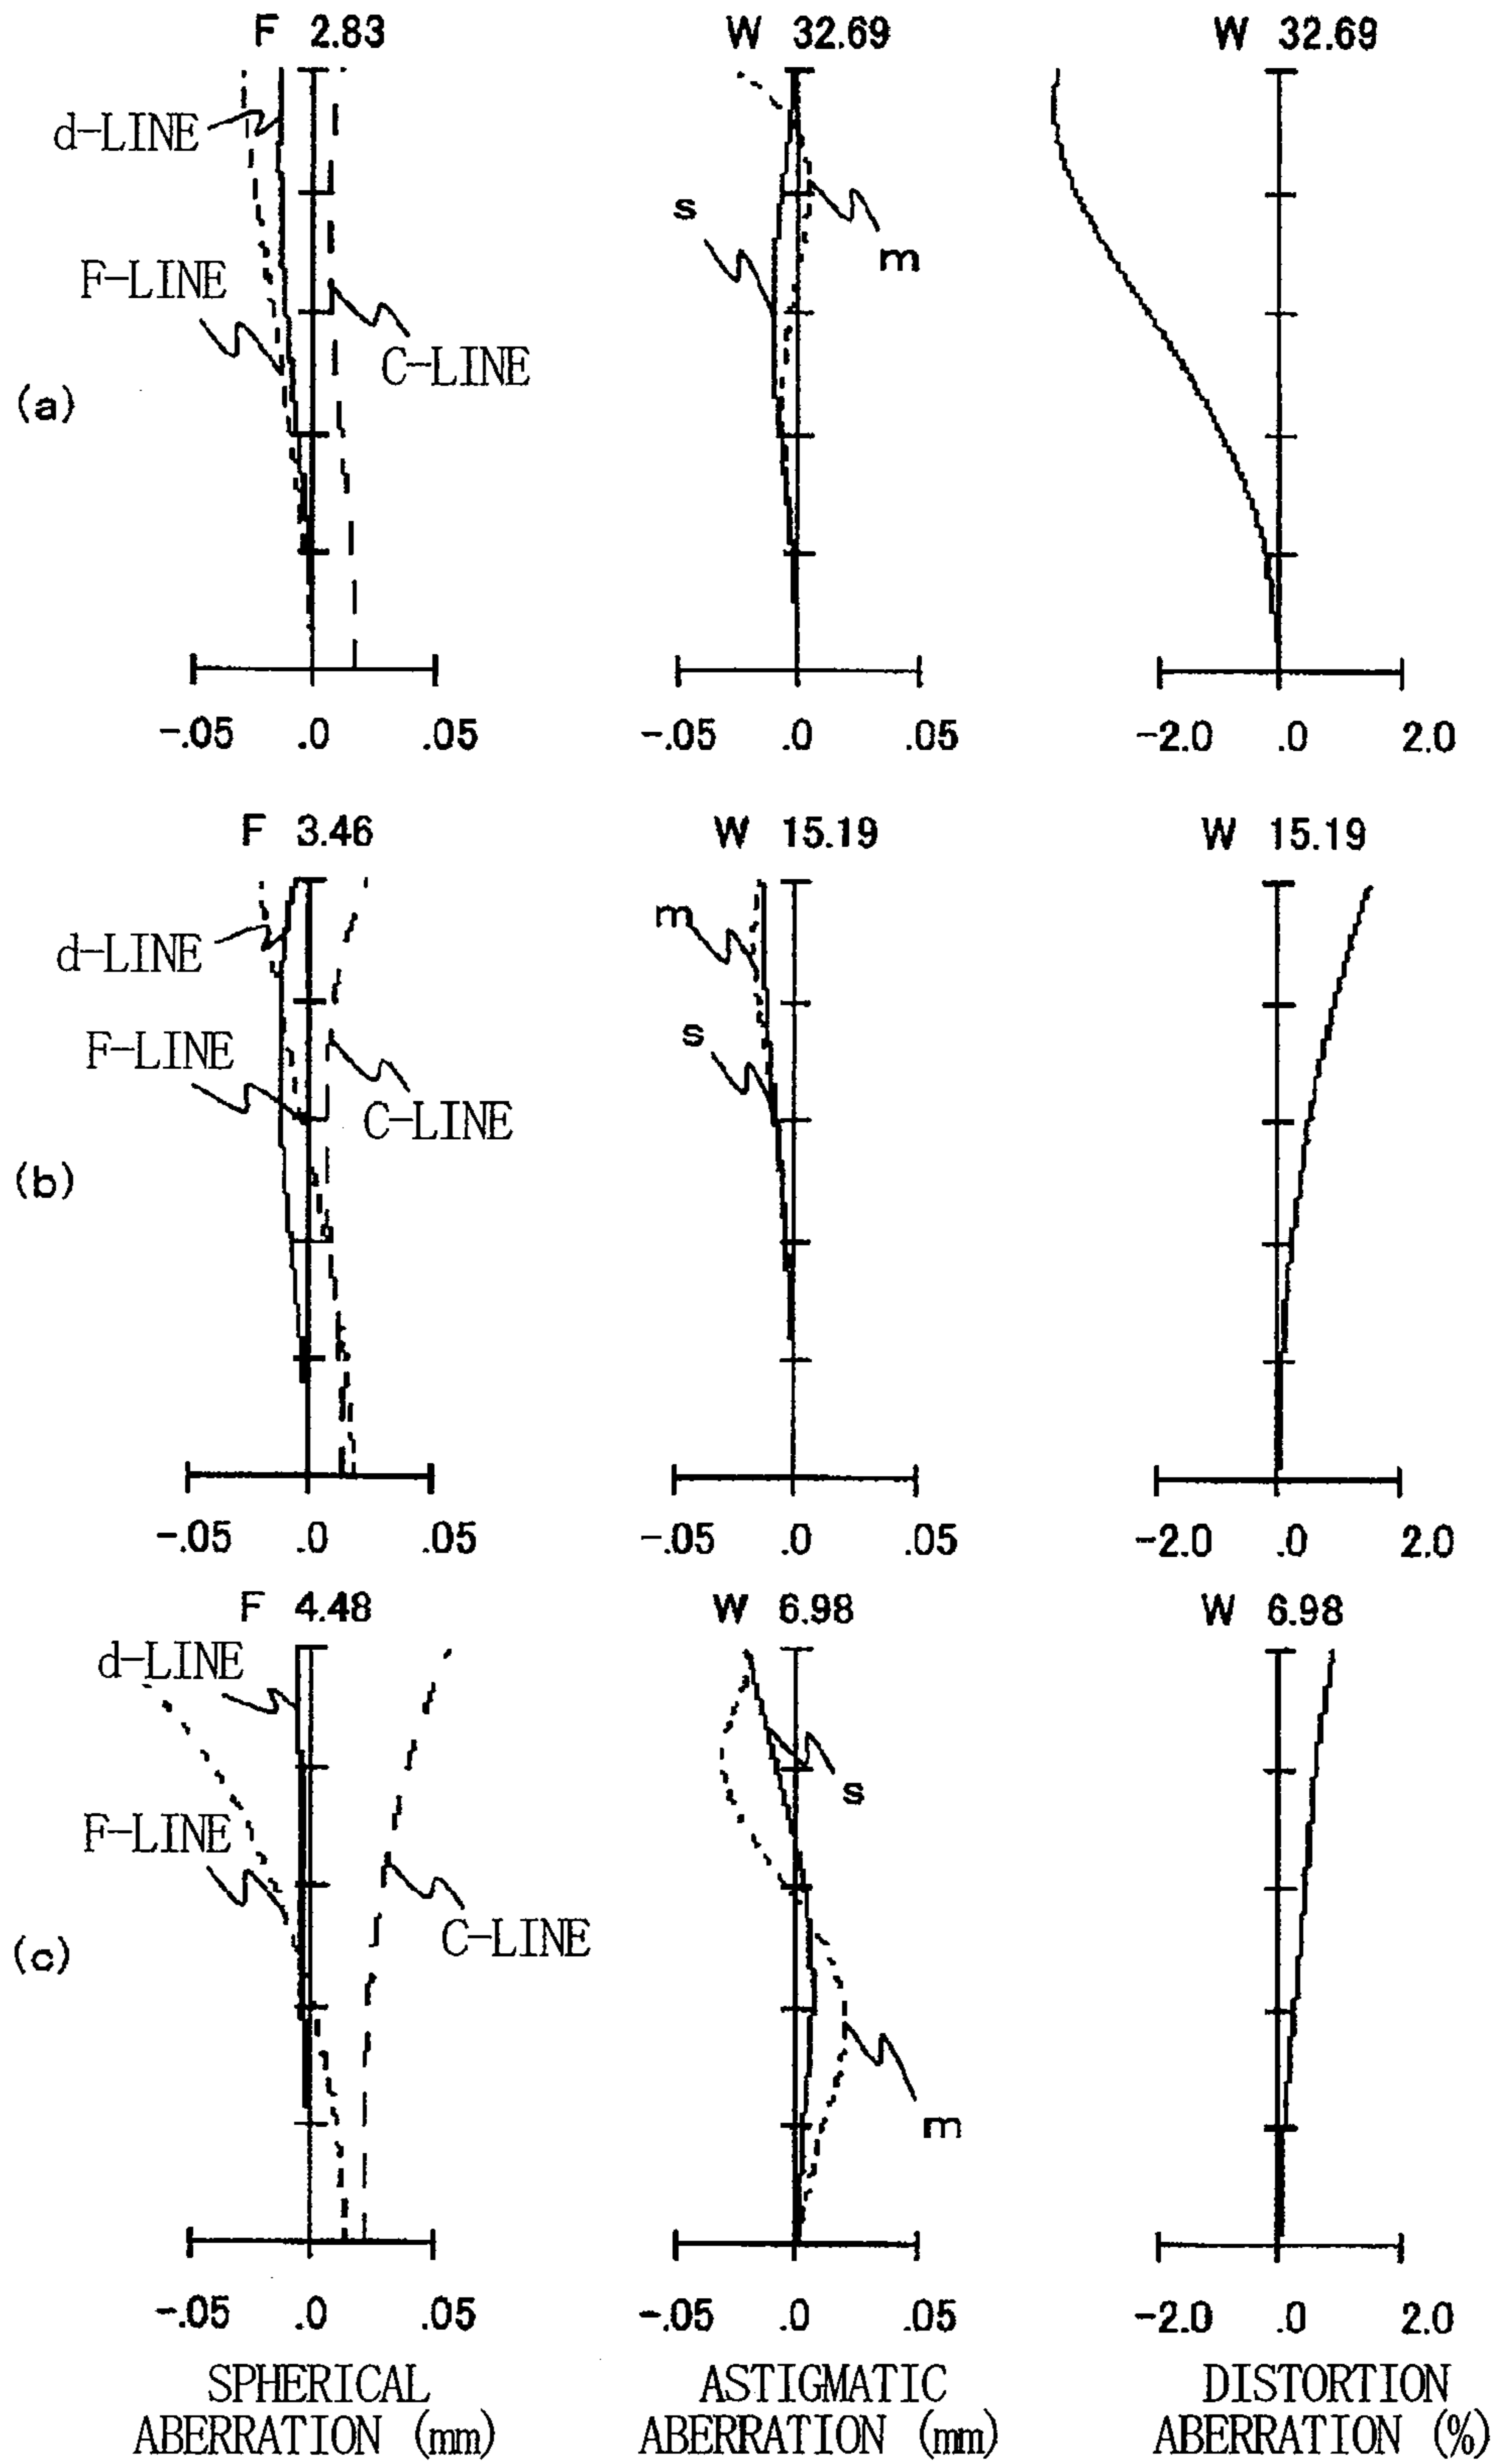 F 2.83
W 32.69
W 32.69
d-LINE
s
m
F-LINE
C-LINE
(a)
-.05 .0 .05
-.05 .0 .05
-2.0 .0 2.0
F 3.46
W 15.19
W 15.19
m
d-LINE
s
F-LINE
C-LINE
(b)
-.05 .0 .05
-.05 .0 .05
-2.0 .0 2.0
F 4.48
W 6.98
W 6.98
d-LINE
s
F-LINE
C-LINE
(c)
m
-.05 .0 .05
-.05 .0 .05
-2.0 .0 2.0
SPHERICAL
ABERRATION (mm)
ASTIGMATIC
ABERRATION (mm)
DISTORTION
ABERRATION (%)